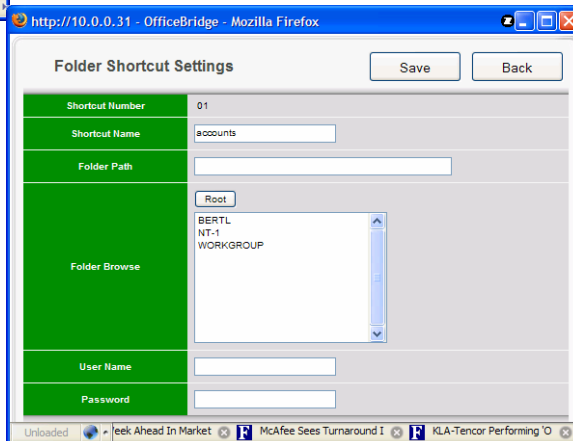 http://10.0.0.31 - OfficeBridge - Mozilla Firefox
Folder Shortcut Settings
Save
Back
Shortcut Number
01
Shortcut Name
accounts
Folder Path
Root
BERTL
NT-1
WORKGROUP
Folder Browse
User Name
Password
Unloaded
eek Ahead In Market
McAfee Sees Turnaround I
KLA-Tencor Performing 'O